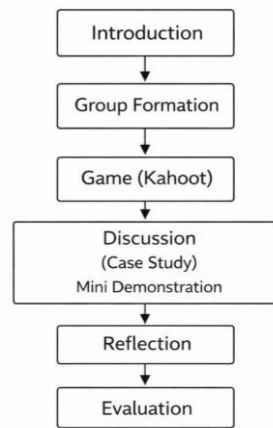 Introduction
Group Formation
Game (Kahoot)
Discussion
(Case Study)
Mini Demonstration
Reflection
Evaluation